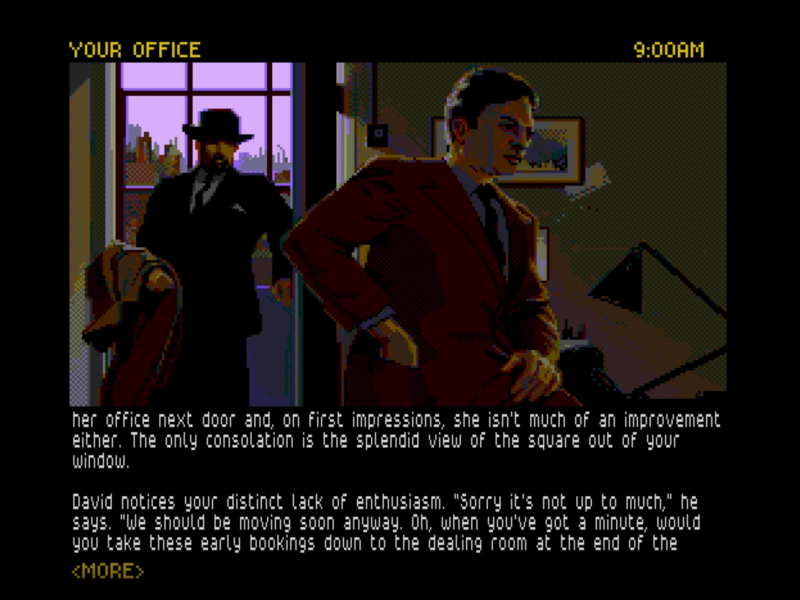 YOUR OFFICE 9:00AM
her office next door and, on first impressions, she isn't much of an improvement
either. The only consolation is the splendid view of the square out of your
window.
David notices your distinct lack of enthusiasm. "Sorry it's not up to much," he
says. "We should be moving soon anyway. Oh, when you've got a minute, would
you take these early bookings down to the dealing room at the end of the
<MORE>